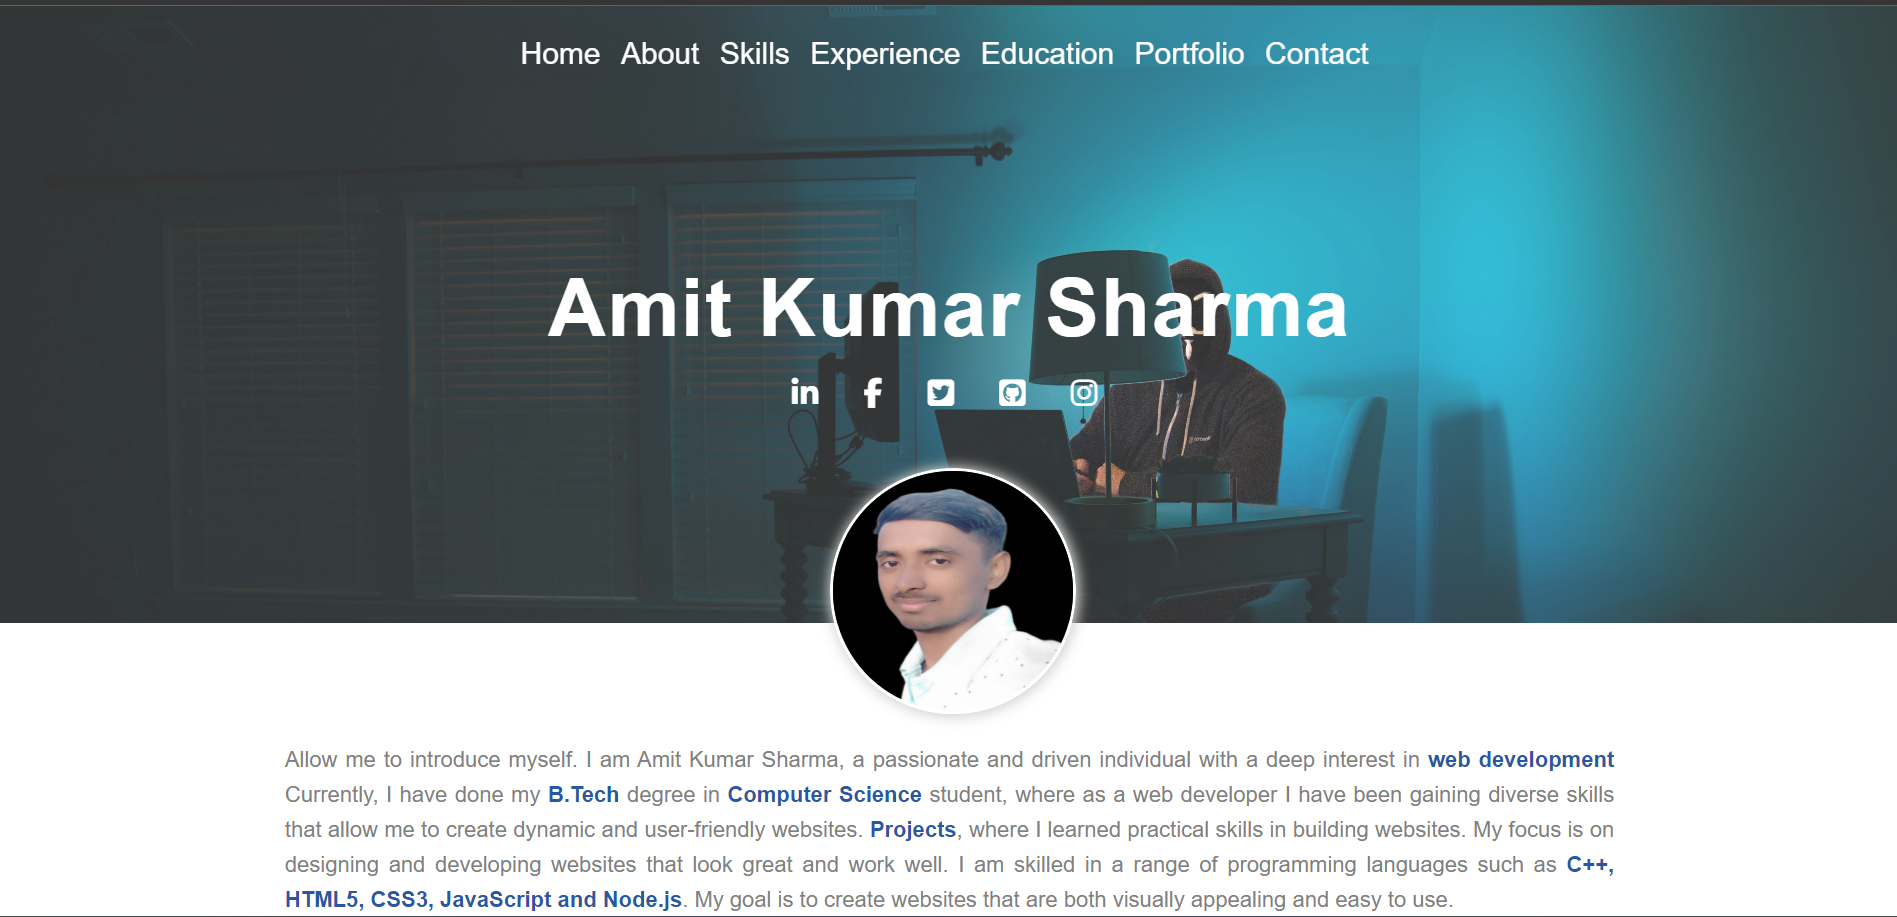 Home About Skills Experience Education Portfolio Contact
Amit Kumar Sharma
Allow me to introduce myself. I am Amit Kumar Sharma, a passionate and driven individual with a deep interest in web development
Currently, I have done my B.Tech degree in Computer Science student, where as a web developer I have been gaining diverse skills
that allow me to create dynamic and user-friendly websites. Projects, where I learned practical skills in building websites. My focus is on
designing and developing websites that look great and work well. I am skilled in a range of programming languages such as C++,
HTML5, CSS3, JavaScript and Node.js. My goal is to create websites that are both visually appealing and easy to use.